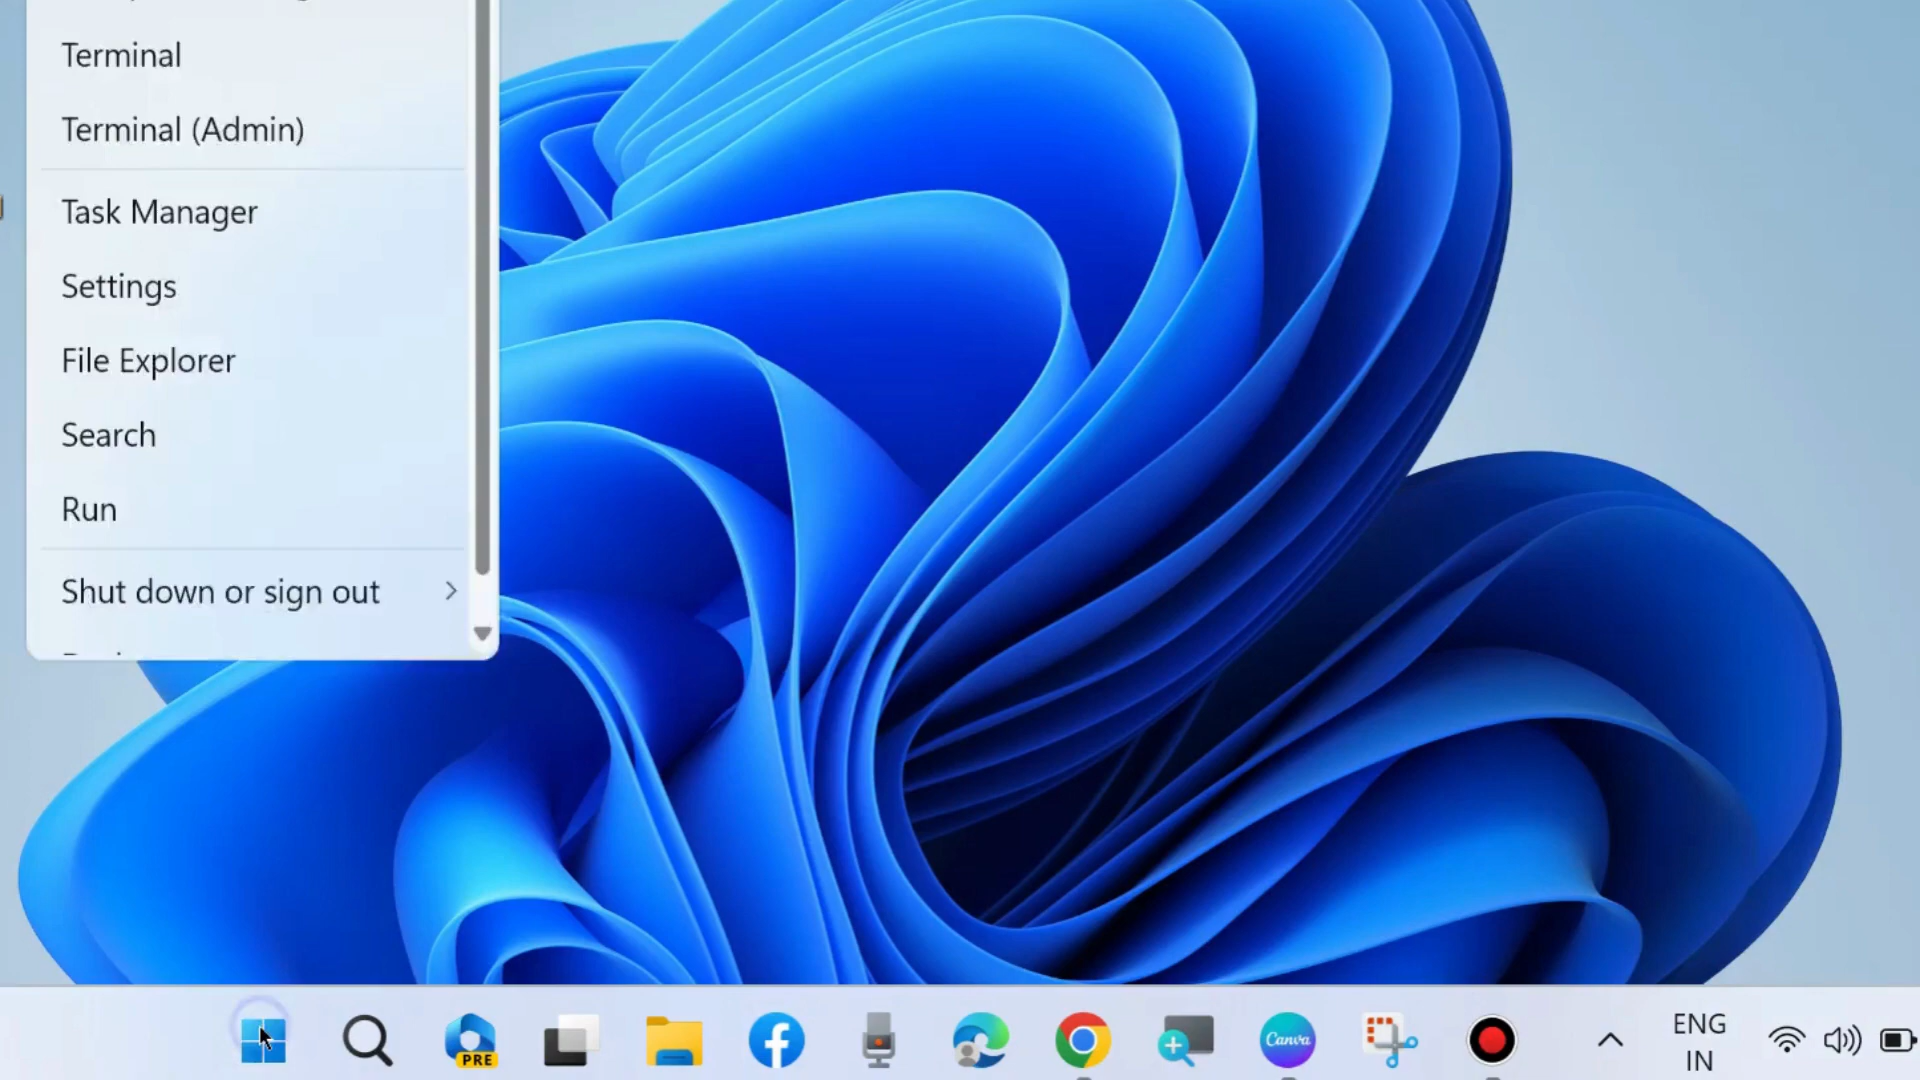 Terminal
Terminal (Admin)
Task Manager
Settings
File Explorer
Search
Run
Shut down or sign out
PRE
Canva
ENG
IN